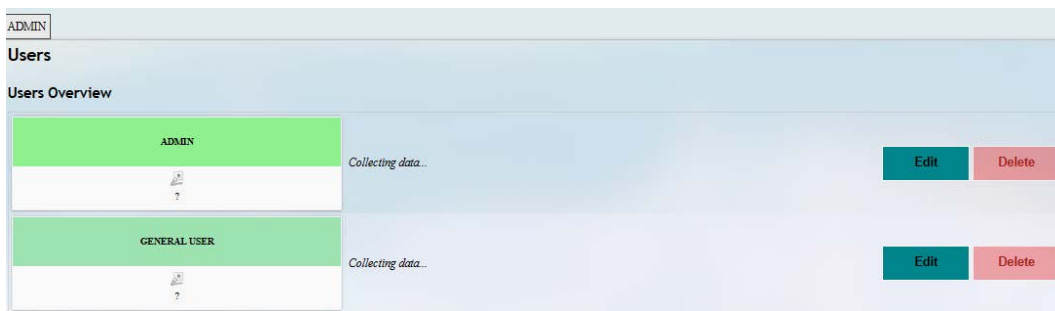 ADMIN
Users
Users Overview
ADMIN
?
Collecting data...
Edit
Delete
GENERAL USER
?
Collecting data...
Edit
Delete